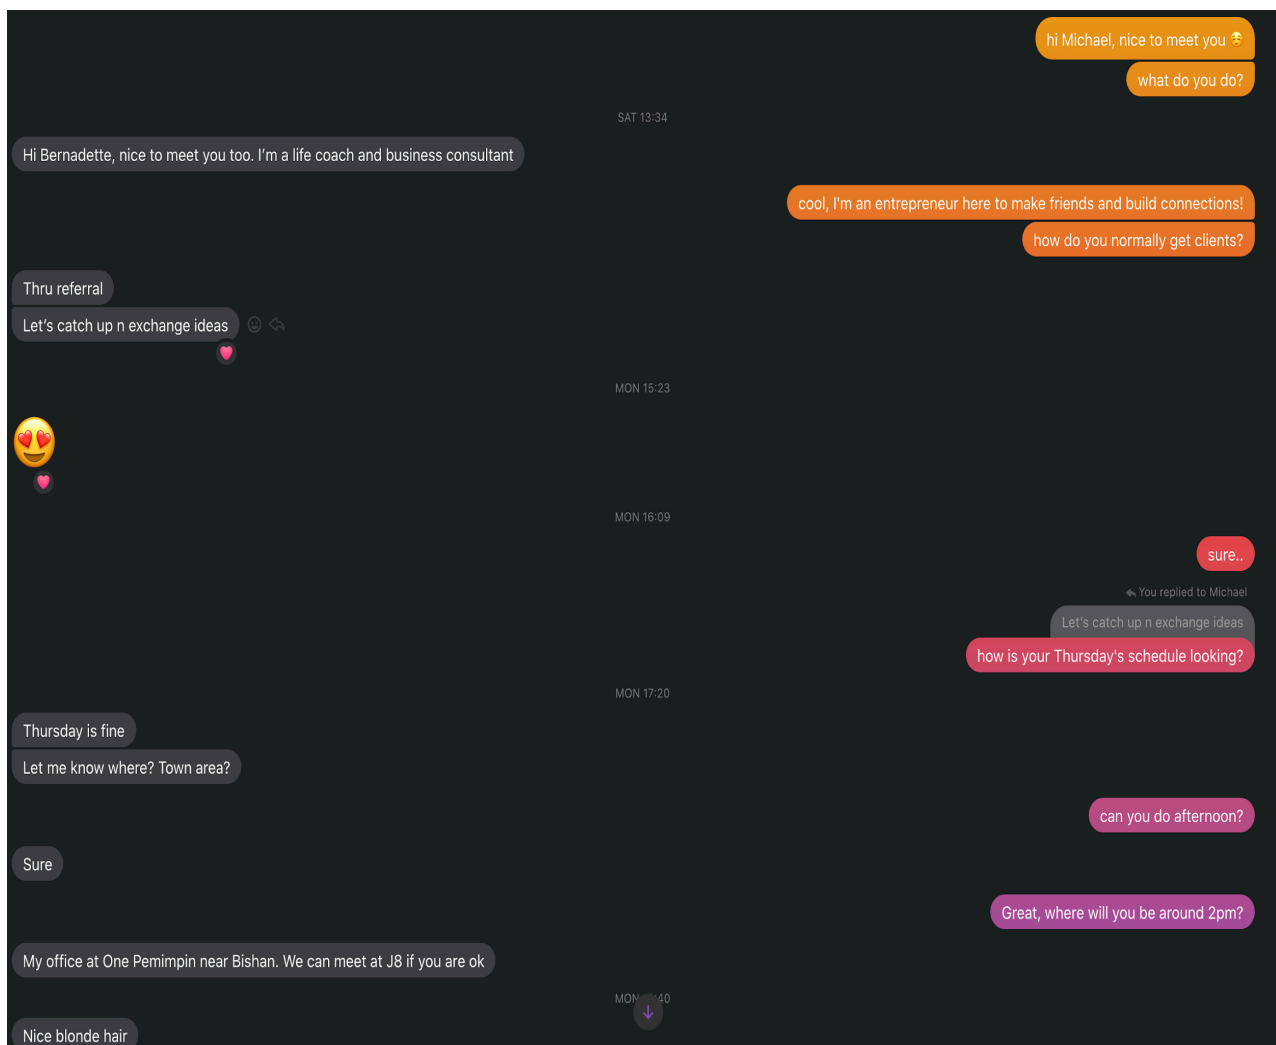 hi Michael, nice to meet you
what do you do?
SAT 13:34
Hi Bernadette, nice to meet you too. I'm a life coach and business consultant
cool, I'm an entrepreneur here to make friends and build connections!
how do you normally get clients?
Thru referral
Let's catch up n exchange ideas
MON 15:23
MON 16:09
sure..
You replied to Michael
Let's catch up n exchange ideas
how is your Thursday's schedule looking?
MON 17:20
Thursday is fine
Let me know where? Town area?
can you do afternoon?
Sure
Great, where will you be around 2pm?
My office at One Pemimpin near Bishan. We can meet at J8 if you are ok
MON
Nice blonde hair